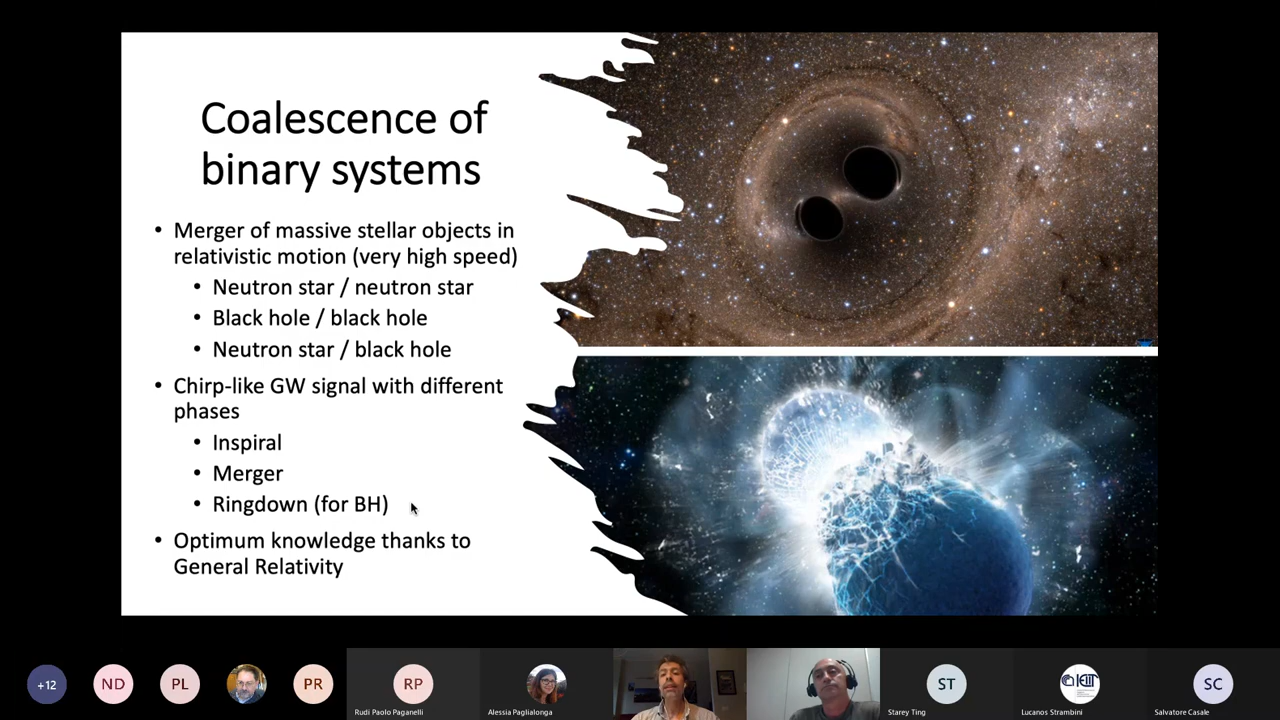 Coalescence of
binary systems
• Merger of massive stellar objects in
relativistic motion (very high speed)
• Neutron star / neutron star
• Black hole / black hole
• Neutron star / black hole
• Chirp-like GW signal with different
phases
• Inspiral
• Merger
• Ringdown (for BH)
• Optimum knowledge thanks to
General Relativity
+12
ND
PL
PR
RP
Rudi Paolo Paganelli
Alessia Paglialonga
ST
Starey Ting
IEIIT
Lucanos Strambini
SC
Salvatore Casale